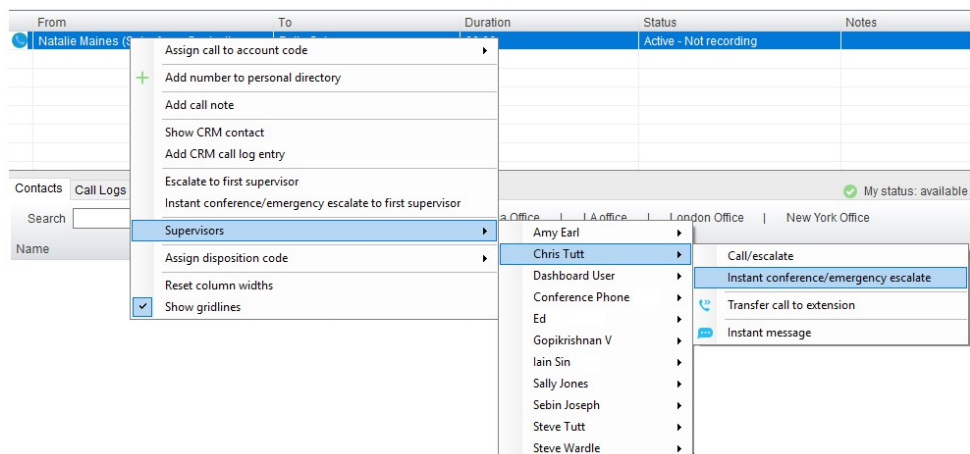 From To Duration Status Notes
Natalie Maines Active - Not recording
Assign call to account code
Add number to personal directory
Add call note
Show CRM contact
Add CRM call log entry
Contacts Call Logs Escalate to first supervisor My status: available
Instant conference/emergency escalate to first supervisor
Search Office | LA office | London Office | New York Office
Supervisors Amy Earl
Name Chris Tutt Call/escalate
Assign disposition code Dashboard User Instant conference/emergency escalate
Reset column widths Conference Phone Transfer call to extension
Show gridlines Ed
Gopikrishnan V Instant message
Iain Sin
Sally Jones
Sebin Joseph
Steve Tutt
Steve Wardle